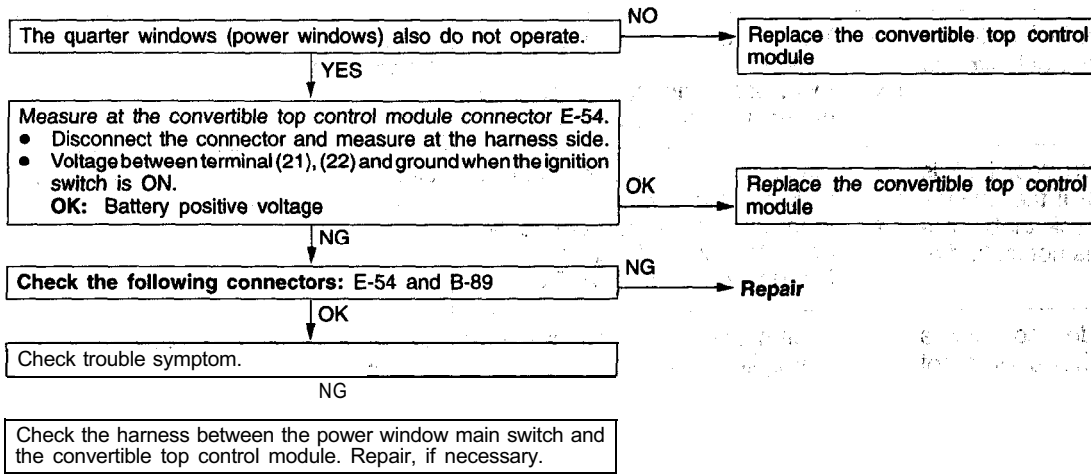 NO
The quarter windows (power windows) also do not operate.
Replace the convertible top control
module
YES
Measure at the convertible top control module connector E-54.
● Disconnect the connector and measure at the harness side.
● Voltage between terminal (21), (22) and ground when the ignition
switch is ON.
OK: Battery positive voltage
OK
Replace the convertible top control
module
NG
Check the following connectors: E-54 and B-89
NG
Repair
OK
Check trouble symptom.
NG
Check the harness between the power window main switch and
the convertible top control module. Repair, if necessary.